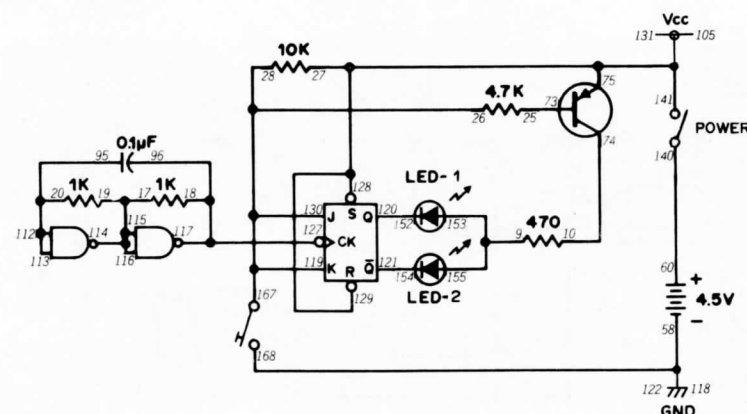 Vcc
131 105
10K
28 27
75
4.7K
73
26 25
74
141
POWER
140
0.1µF
95 96
1K 1K
20 19 17 18
112 114 115 117
113 116
128
LED-1
130 J S Q 120
152 153
127 CK
470
9 10
119 K R Q̅ 121
154 155
LED-2
129
167
H
168
60 +
4.5V
58 −
122 118
GND